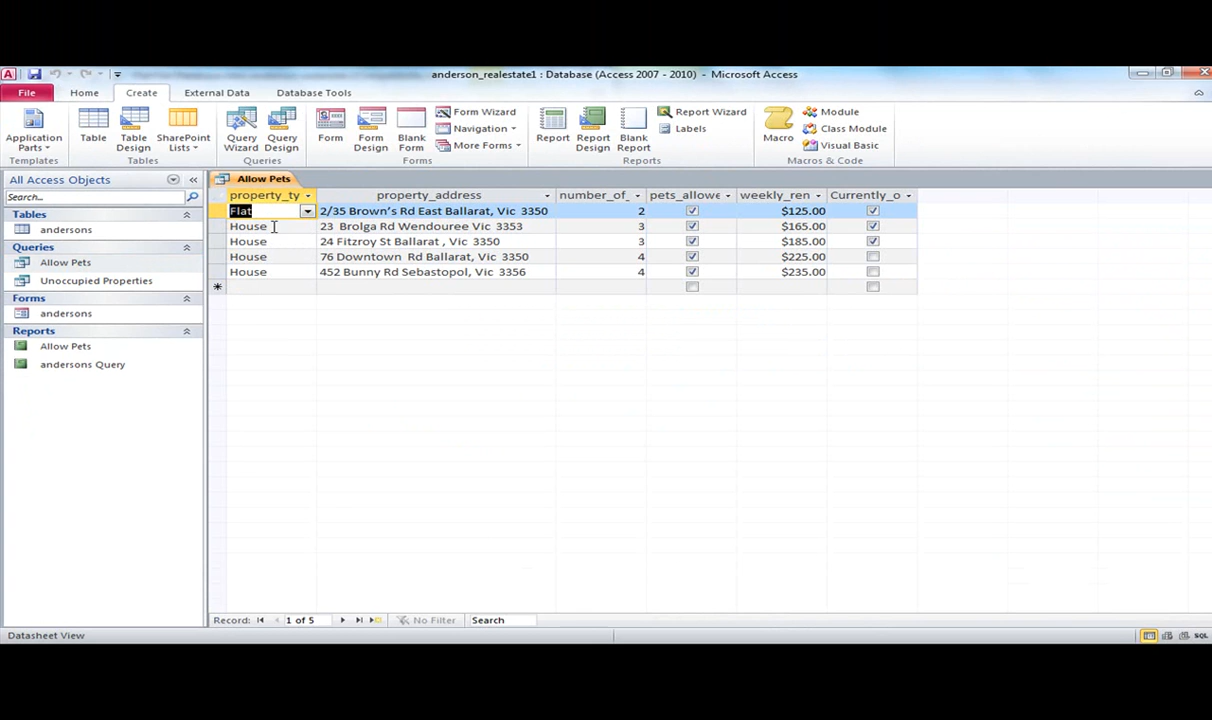 anderson_realestate1 : Database (Access 2007 - 2010) - Microsoft Access
File Home Create External Data Database Tools
Application Parts
Table
Table Design
SharePoint Lists
Query Wizard
Query Design
Form
Form Design
Blank Form
Form Wizard
Navigation
More Forms
Report
Report Design
Blank Report
Report Wizard
Labels
Macro
Module
Class Module
Visual Basic
Templates Tables Queries Forms Reports Macros & Code
All Access Objects
Search...
Tables
andersons
Queries
Allow Pets
Unoccupied Properties
Forms
andersons
Reports
Allow Pets
andersons Query
Allow Pets
property_ty property_address number_of_ pets_allowe weekly_ren Currently_o
Flat 2/35 Brown's Rd East Ballarat, Vic 3350 2 $125.00
House 23 Brolga Rd Wendouree Vic 3353 3 $165.00
House 24 Fitzroy St Ballarat , Vic 3350 3 $185.00
House 76 Downtown Rd Ballarat, Vic 3350 4 $225.00
House 452 Bunny Rd Sebastopol, Vic 3356 4 $235.00
Record: 1 of 5 No Filter Search
Datasheet View SQL